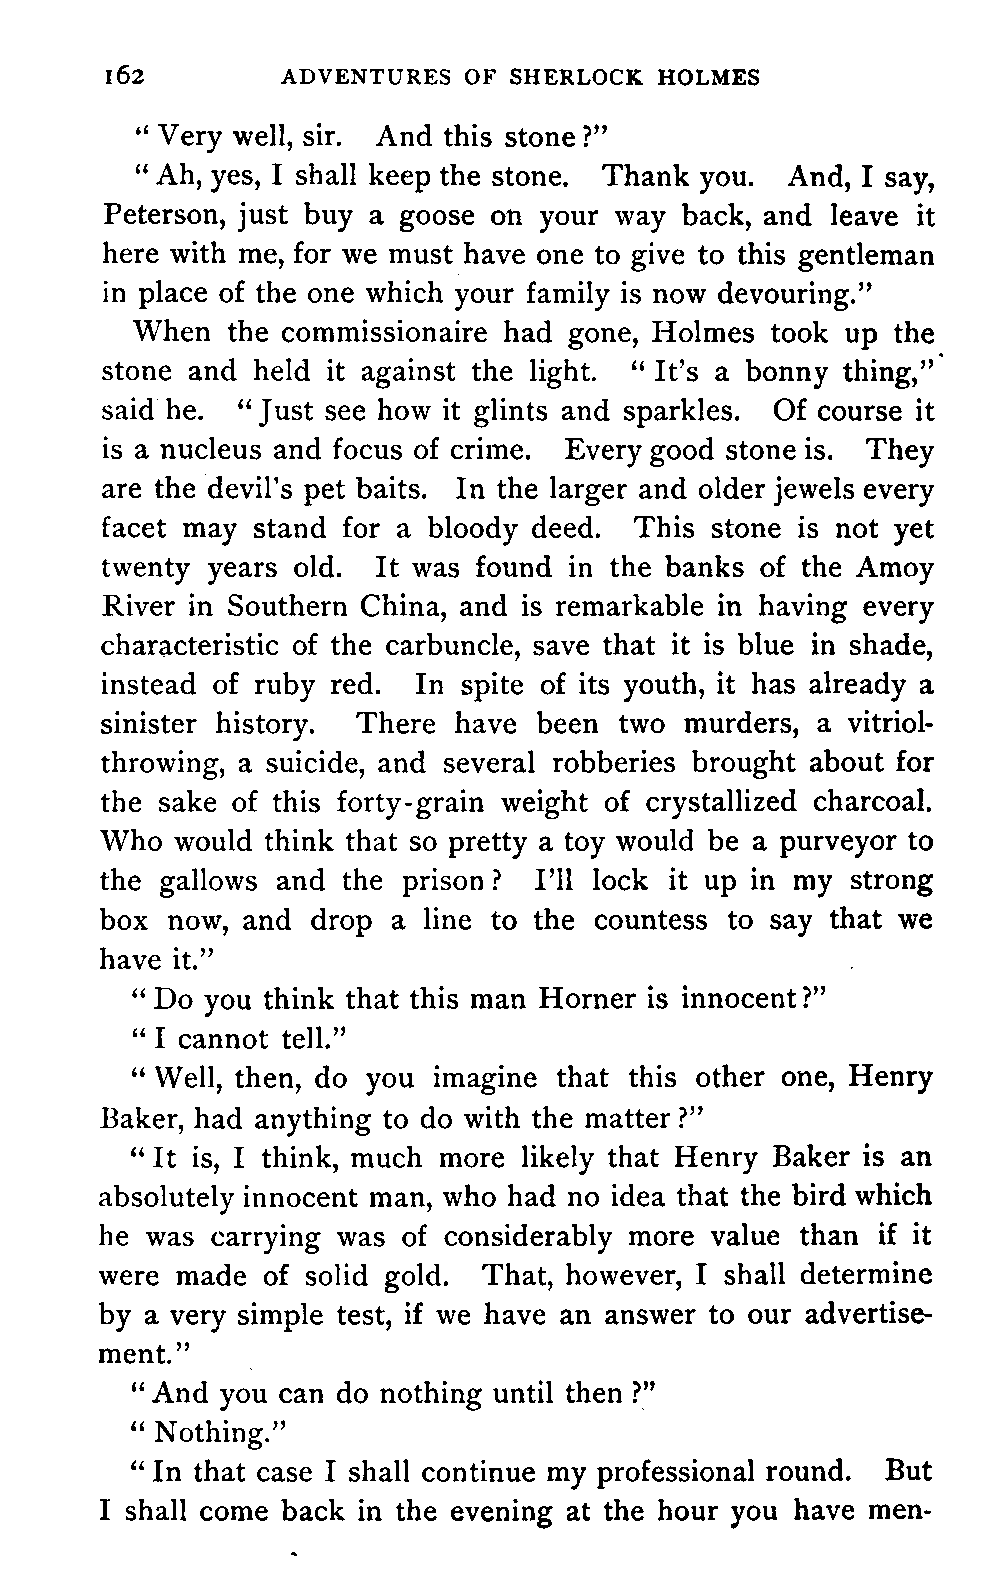 162 ADVENTURES OF SHERLOCK HOLMES
“Very well, sir. And this stone?”
“Ah, yes, I shall keep the stone. Thank you. And, I say,
Peterson, just buy a goose on your way back, and leave it
here with me, for we must have one to give to this gentleman
in place of the one which your family is now devouring.”
When the commissionaire had gone, Holmes took up the
stone and held it against the light. “It's a bonny thing,”
said he. “Just see how it glints and sparkles. Of course it
is a nucleus and focus of crime. Every good stone is. They
are the devil's pet baits. In the larger and older jewels every
facet may stand for a bloody deed. This stone is not yet
twenty years old. It was found in the banks of the Amoy
River in Southern China, and is remarkable in having every
characteristic of the carbuncle, save that it is blue in shade,
instead of ruby red. In spite of its youth, it has already a
sinister history. There have been two murders, a vitriol-
throwing, a suicide, and several robberies brought about for
the sake of this forty-grain weight of crystallized charcoal.
Who would think that so pretty a toy would be a purveyor to
the gallows and the prison? I'll lock it up in my strong
box now, and drop a line to the countess to say that we
have it.”
“Do you think that this man Horner is innocent?”
“I cannot tell.”
“Well, then, do you imagine that this other one, Henry
Baker, had anything to do with the matter?”
“It is, I think, much more likely that Henry Baker is an
absolutely innocent man, who had no idea that the bird which
he was carrying was of considerably more value than if it
were made of solid gold. That, however, I shall determine
by a very simple test, if we have an answer to our advertise-
ment.”
“And you can do nothing until then?”
“Nothing.”
“In that case I shall continue my professional round. But
I shall come back in the evening at the hour you have men-